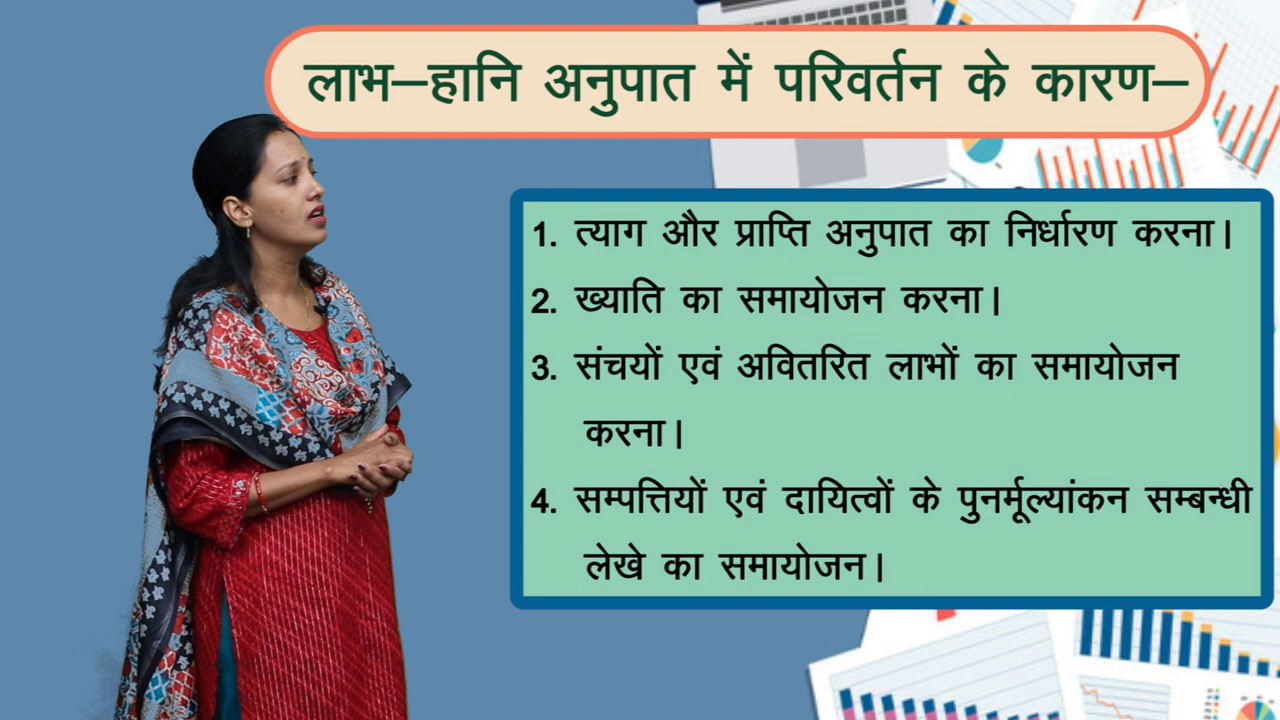 लाभ–हानि अनुपात में परिवर्तन के कारण–
1. त्याग और प्राप्ति अनुपात का निर्धारण करना।
2. ख्याति का समायोजन करना।
3. संचयों एवं अवितरित लाभों का समायोजन
करना।
4. सम्पत्तियों एवं दायित्वों के पुनर्मूल्यांकन सम्बन्धी
लेखे का समायोजन।